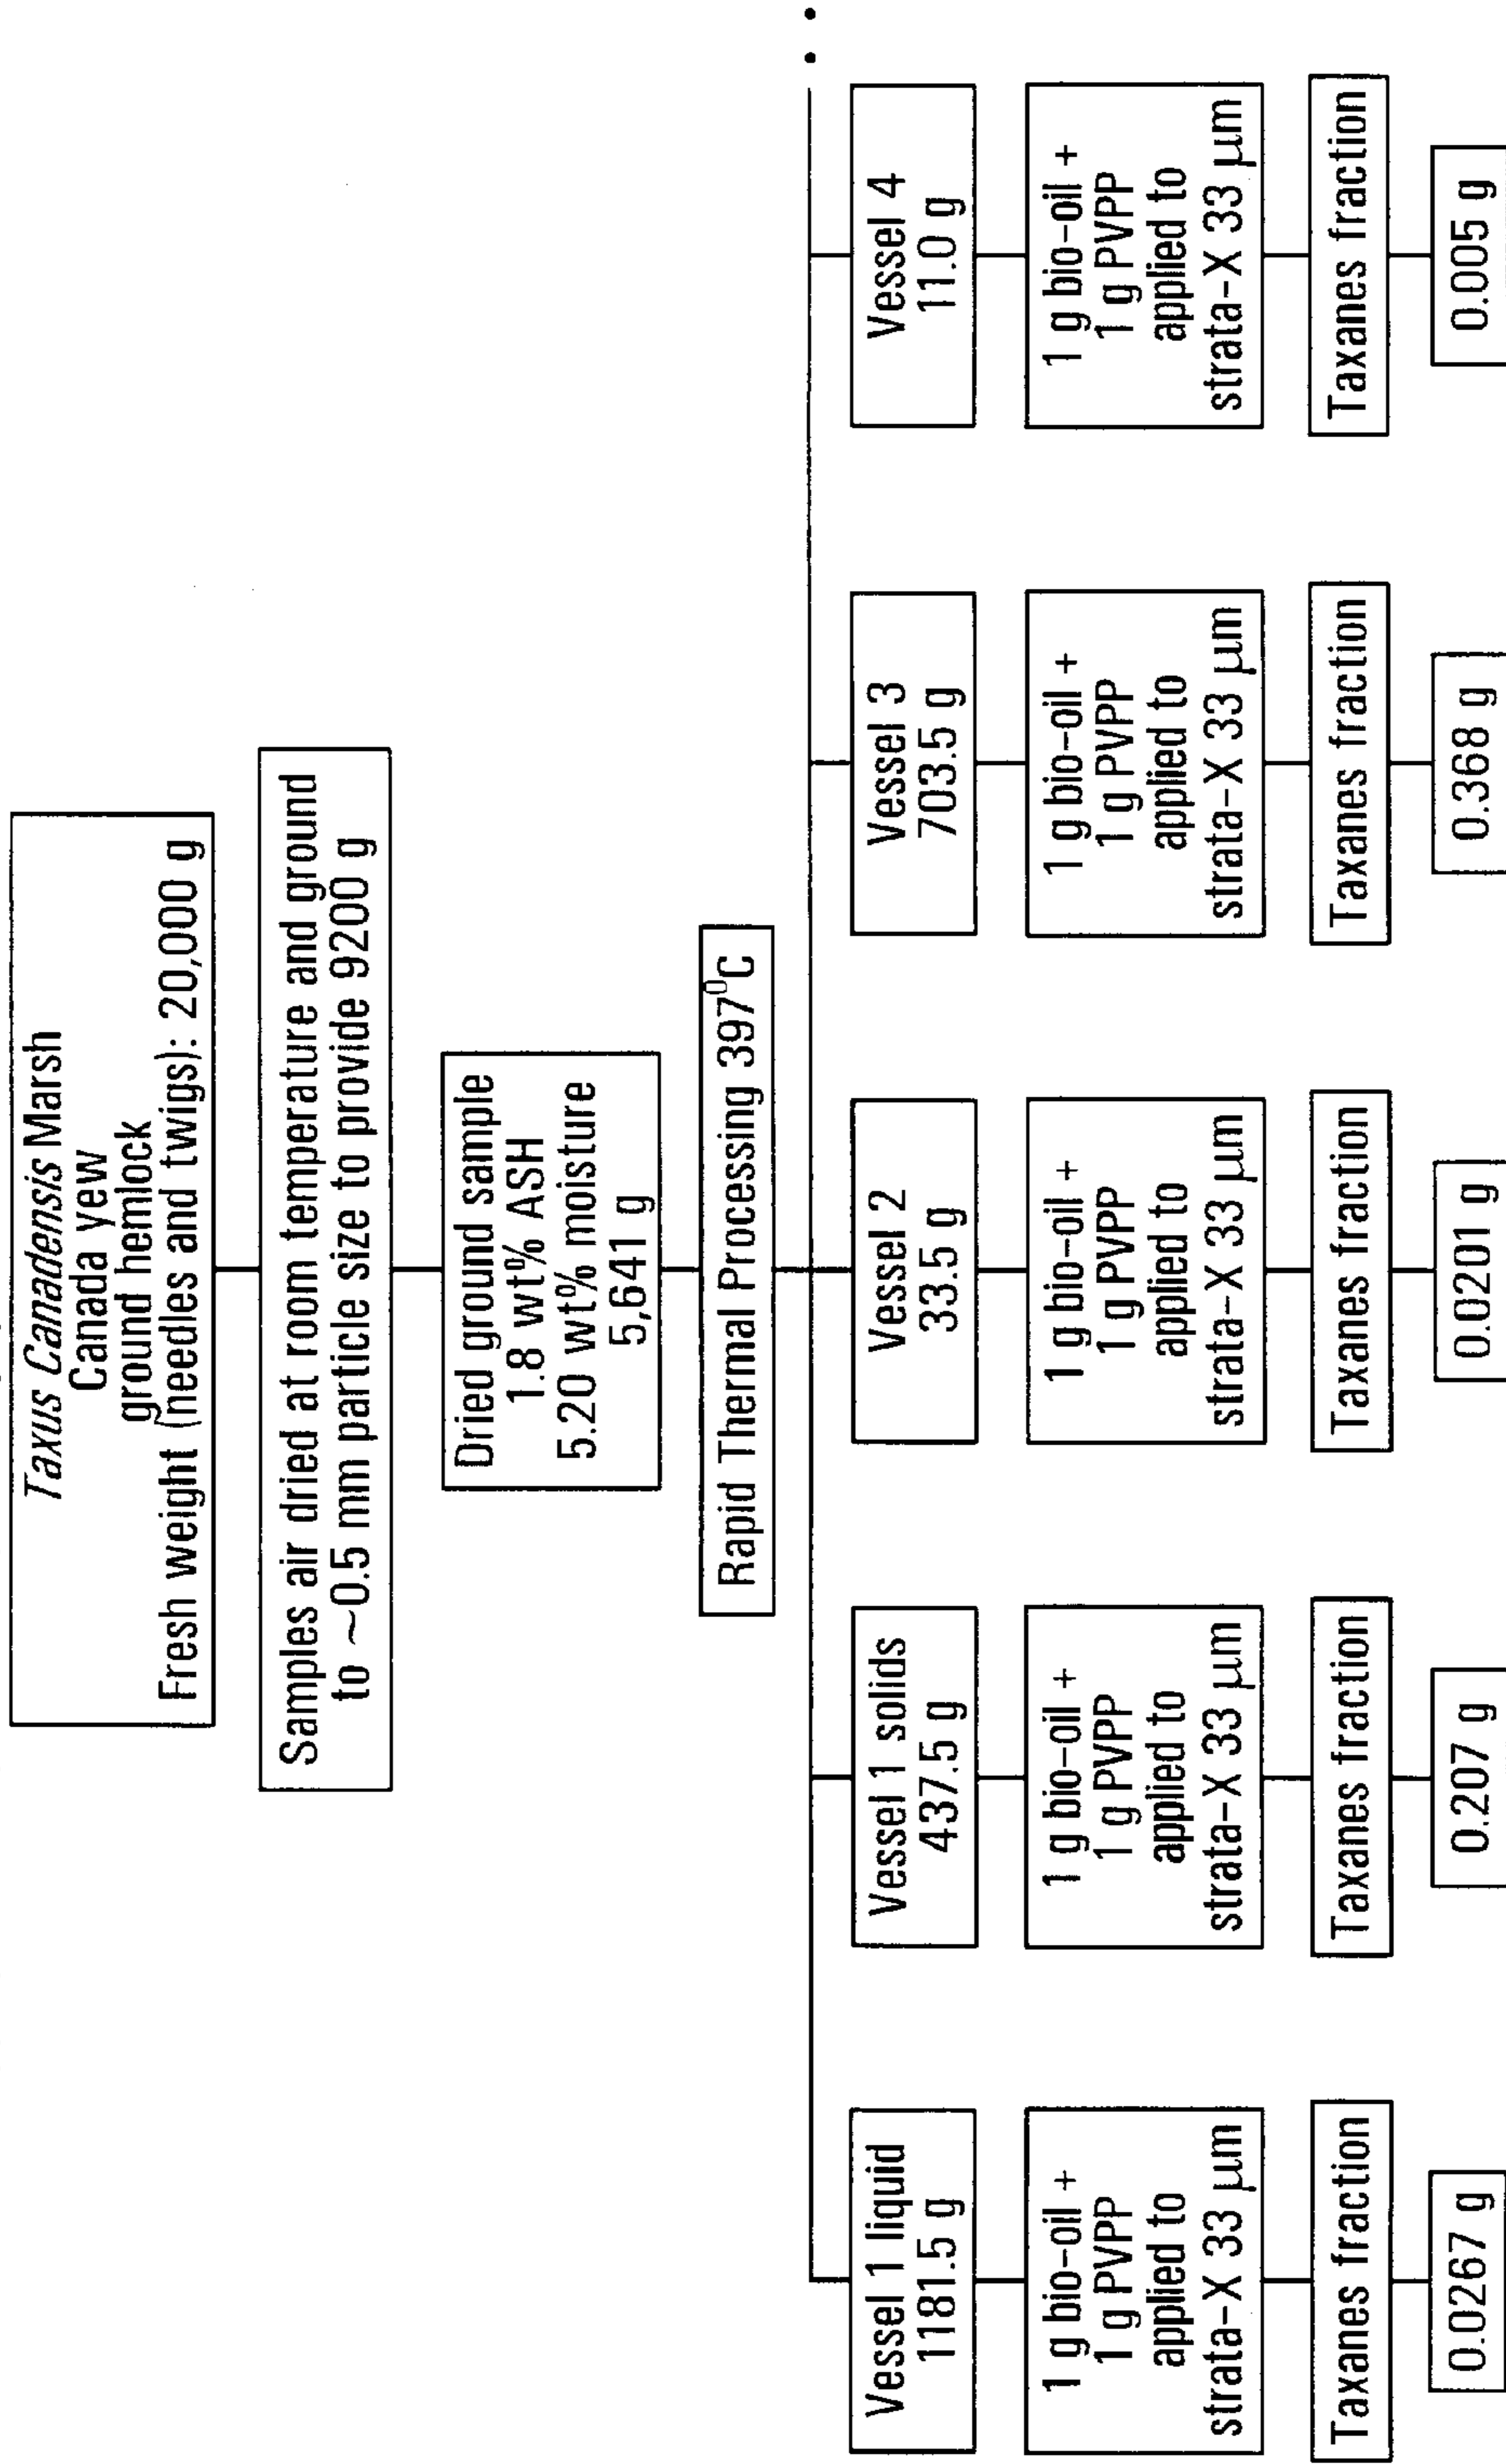 Taxus Canadensis Marsh
Canada yew
ground hemlock
Fresh weight (needles and twigs): 20,000 g
Samples air dried at room temperature and ground
to ~0.5 mm particle size to provide 9200 g
Dried ground sample
1.8 wt% ASH
5.20 wt% moisture
5,641 g
Rapid Thermal Processing 397⁰C
Vessel 1 liquid
1181.5 g
1 g bio-oil +
1 g PVPP
applied to
strata-X 33 μm
Taxanes fraction
0.0267 g
Vessel 1 solids
437.5 g
1 g bio-oil +
1 g PVPP
applied to
strata-X 33 μm
Taxanes fraction
0.207 g
Vessel 2
33.5 g
1 g bio-oil +
1 g PVPP
applied to
strata-X 33 μm
Taxanes fraction
0.0201 g
Vessel 3
703.5 g
1 g bio-oil +
1 g PVPP
applied to
strata-X 33 μm
Taxanes fraction
0.368 g
Vessel 4
11.0 g
1 g bio-oil +
1 g PVPP
applied to
strata-X 33 μm
Taxanes fraction
0.005 g